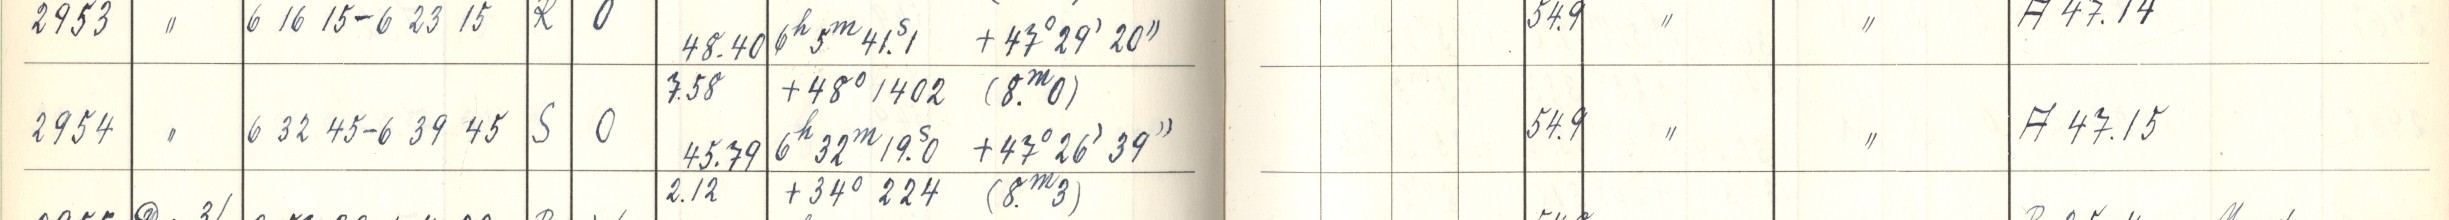 2953 〃 6 16 15-6 23 15 R 0 48.40 6ʰ 5ᵐ 41.ˢ1 +47° 29' 20" 54.9 〃 〃 A 47.14
7.58 +48° 1402 (8.ᵐ0)
2954 〃 6 32 45-6 39 45 S 0 45.79 6ʰ 32ᵐ 19.ˢ0 +47° 26' 39" 54.9 〃 〃 A 47.15
2.12 +34° 224 (8.ᵐ3)